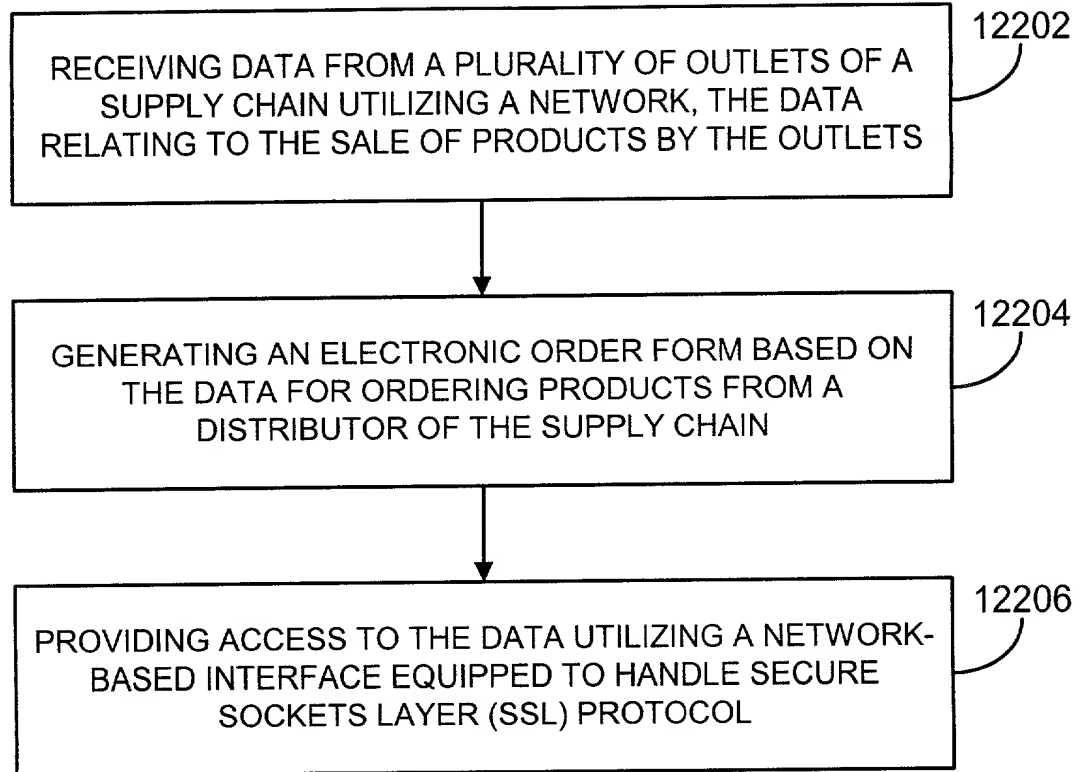 12202
RECEIVING DATA FROM A PLURALITY OF OUTLETS OF A
SUPPLY CHAIN UTILIZING A NETWORK, THE DATA
RELATING TO THE SALE OF PRODUCTS BY THE OUTLETS
12204
GENERATING AN ELECTRONIC ORDER FORM BASED ON
THE DATA FOR ORDERING PRODUCTS FROM A
DISTRIBUTOR OF THE SUPPLY CHAIN
12206
PROVIDING ACCESS TO THE DATA UTILIZING A NETWORK-
BASED INTERFACE EQUIPPED TO HANDLE SECURE
SOCKETS LAYER (SSL) PROTOCOL